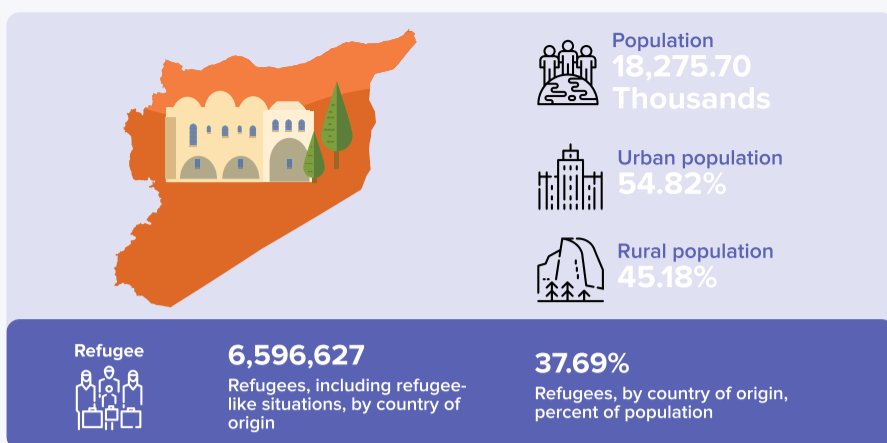 Population
18,275.70
Thousands
Urban population
54.82%
Rural population
45.18%
Refugee
6,596,627
Refugees, including refugee-
like situations, by country of
origin
37.69%
Refugees, by country of origin,
percent of population